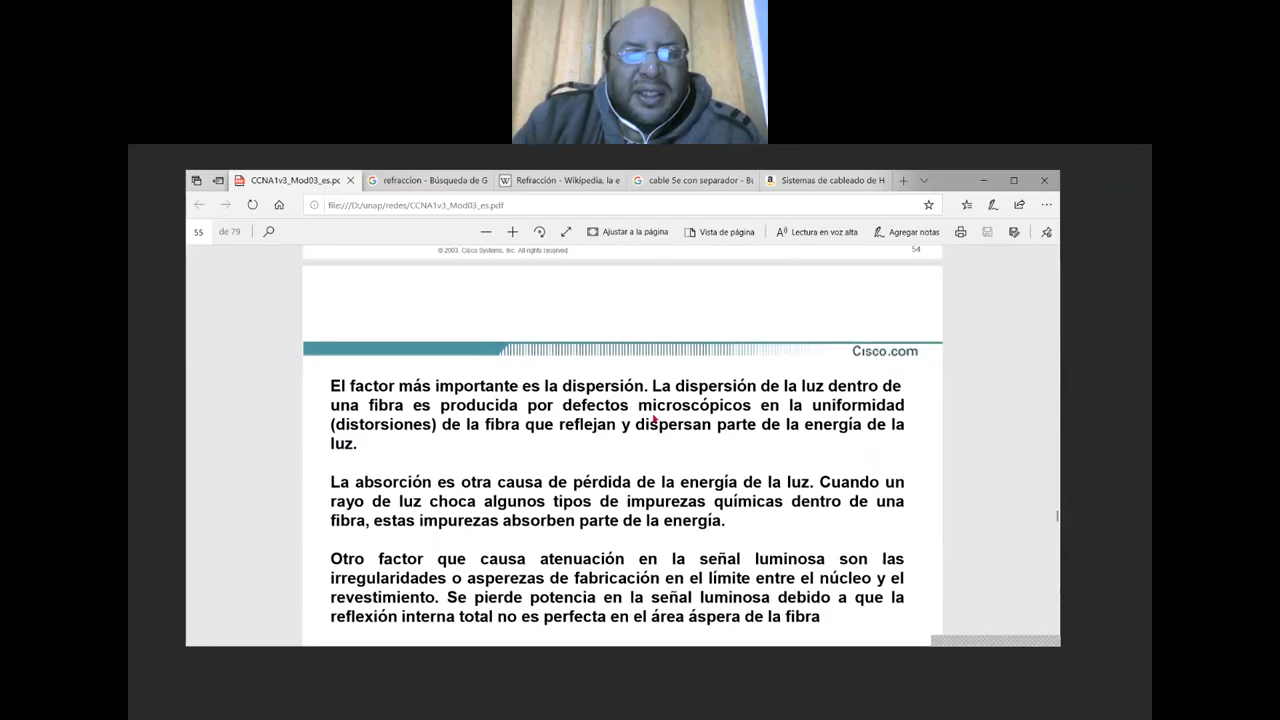 CCNA1v3_Mod03_es.pc
refraccion - Búsqueda de G
Refracción - Wikipedia, la e
cable 5e con separador - Bu
Sistemas de cableado de H
file:///D:/unap/redes/CCNA1v3_Mod03_es.pdf
55 de 79
Ajustar a la página
Vista de página
Lectura en voz alta
Agregar notas
© 2003, Cisco Systems, Inc. All rights reserved.
54
Cisco.com
El factor más importante es la dispersión. La dispersión de la luz dentro de
una fibra es producida por defectos microscópicos en la uniformidad
(distorsiones) de la fibra que reflejan y dispersan parte de la energía de la
luz.
La absorción es otra causa de pérdida de la energía de la luz. Cuando un
rayo de luz choca algunos tipos de impurezas químicas dentro de una
fibra, estas impurezas absorben parte de la energía.
Otro factor que causa atenuación en la señal luminosa son las
irregularidades o asperezas de fabricación en el límite entre el núcleo y el
revestimiento. Se pierde potencia en la señal luminosa debido a que la
reflexión interna total no es perfecta en el área áspera de la fibra